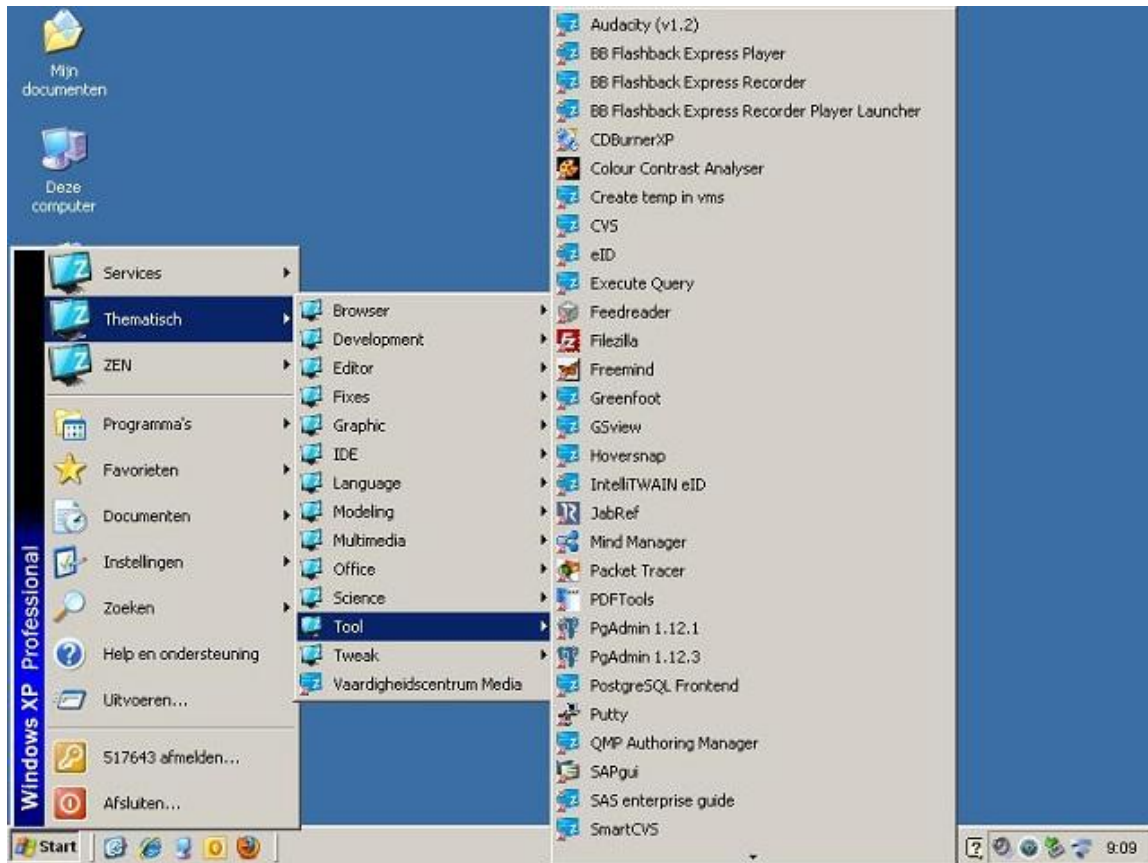 Mijn
documenten
Deze
computer
Windows XP Professional
Services
Thematisch
ZEN
Programma's
Favorieten
Documenten
Instellingen
Zoeken
Help en ondersteuning
Uitvoeren...
517643 afmelden...
Afsluiten...
Browser
Development
Editor
Fixes
Graphic
IDE
Language
Modeling
Multimedia
Office
Science
Tool
Tweak
Vaardigheidscentrum Media
Audacity (v1.2)
BB Flashback Express Player
BB Flashback Express Recorder
BB Flashback Express Recorder Player Launcher
CDBurnerXP
Colour Contrast Analyser
Create temp in vms
CVS
eID
Execute Query
Feedreader
Filezilla
Freemind
Greenfoot
GSview
Hoversnap
IntelliTWAIN eID
JabRef
Mind Manager
Packet Tracer
PDFTools
PgAdmin 1.12.1
PgAdmin 1.12.3
PostgreSQL Frontend
Putty
QMP Authoring Manager
SAPgui
SAS enterprise guide
SmartCVS
Start
9:09